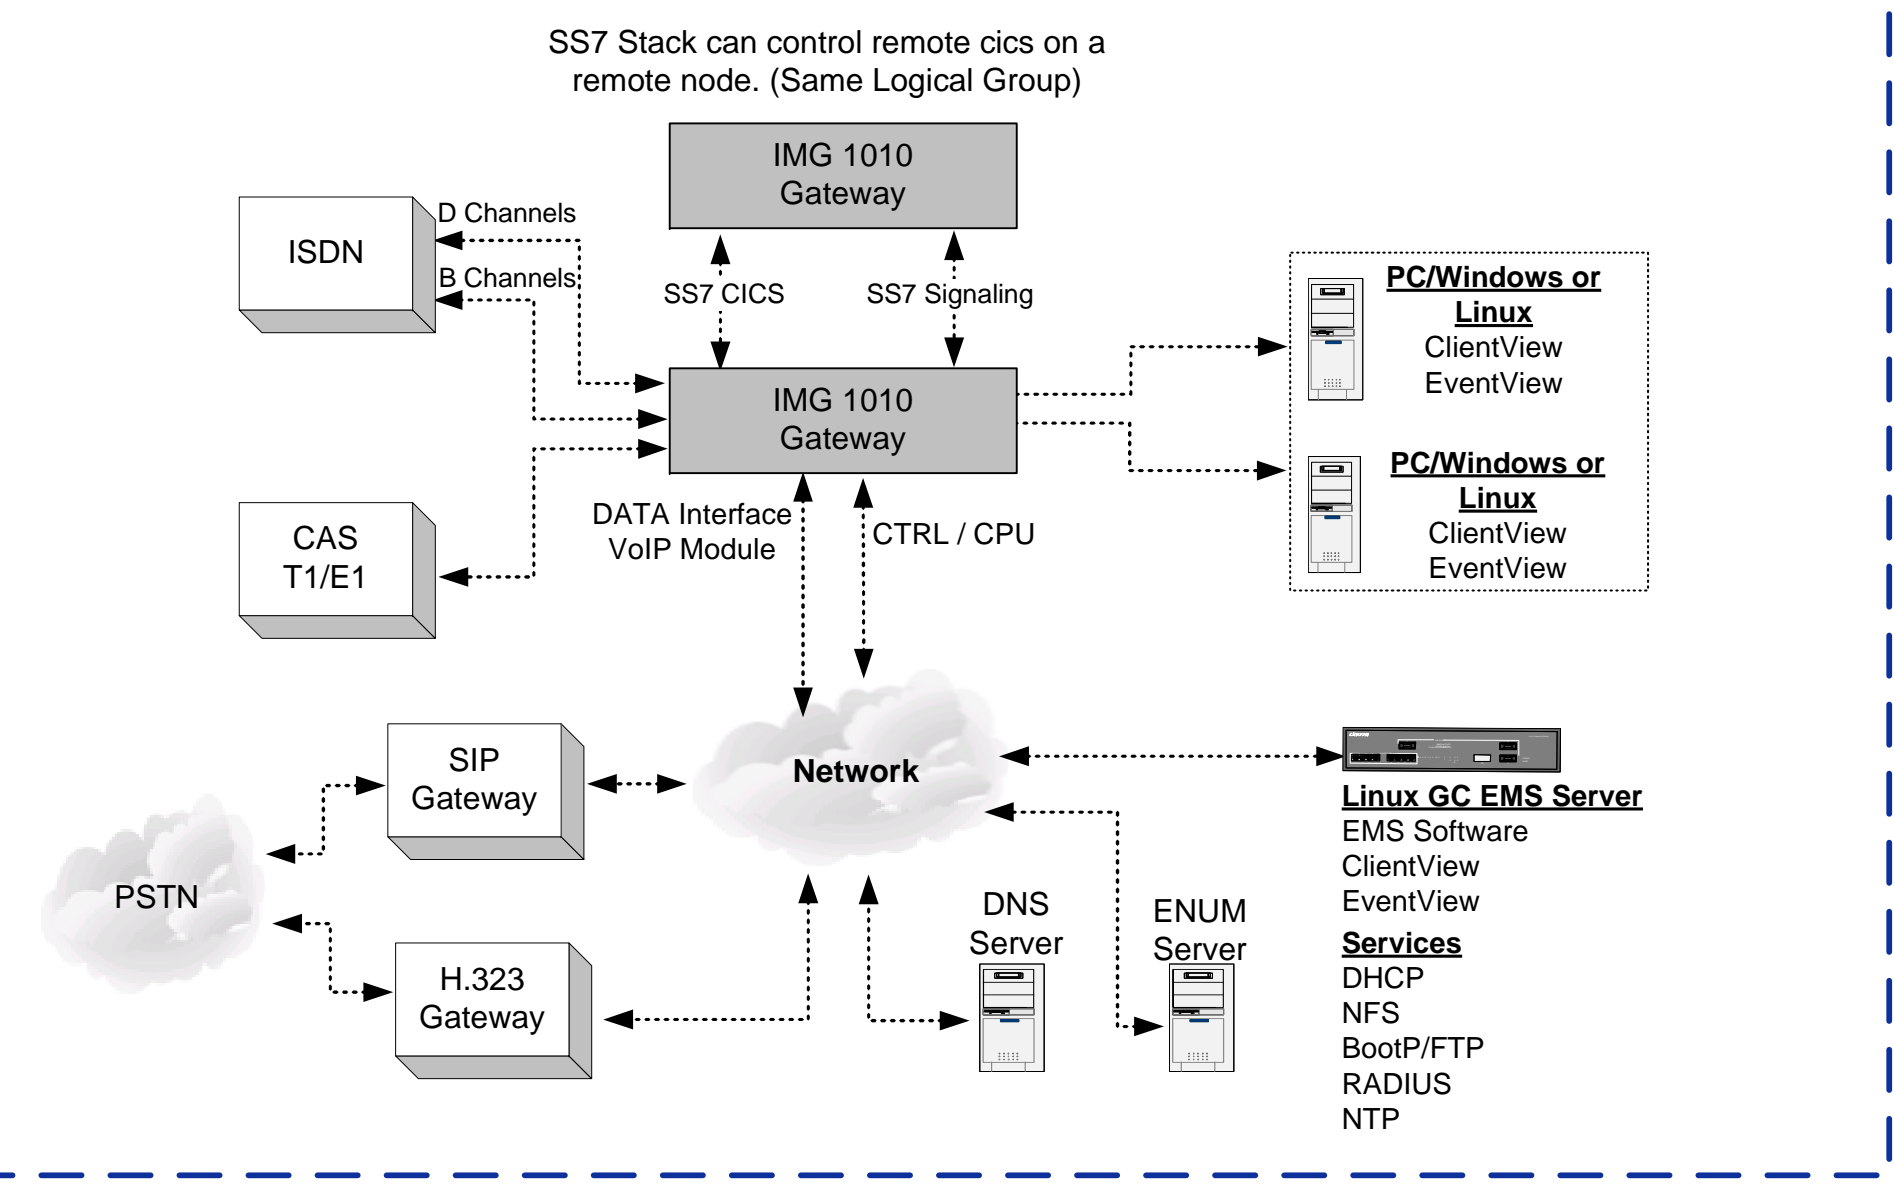 SS7 Stack can control remote cics on a
remote node. (Same Logical Group)
IMG 1010
Gateway
D Channels
ISDN
B Channels
SS7 CICS
SS7 Signaling
PC/Windows or
Linux
ClientView
EventView
IMG 1010
Gateway
PC/Windows or
Linux
ClientView
EventView
DATA Interface
VoIP Module
CTRL / CPU
CAS
T1/E1
SIP
Gateway
Network
Linux GC EMS Server
EMS Software
ClientView
EventView
PSTN
DNS
Server
ENUM
Server
Services
DHCP
NFS
BootP/FTP
RADIUS
NTP
H.323
Gateway